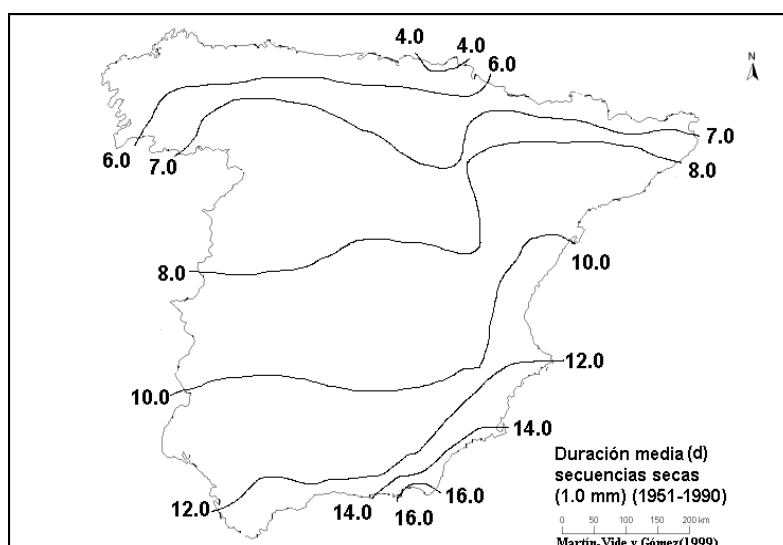 4.0
4.0
6.0
N
6.0
7.0
7.0
8.0
8.0
10.0
10.0
12.0
12.0
14.0
14.0
16.0
16.0
Duración media (d)
secuencias secas
(1.0 mm) (1951-1990)
0 50 100 150 200 km
Martín-Vide y Gómez(1999)